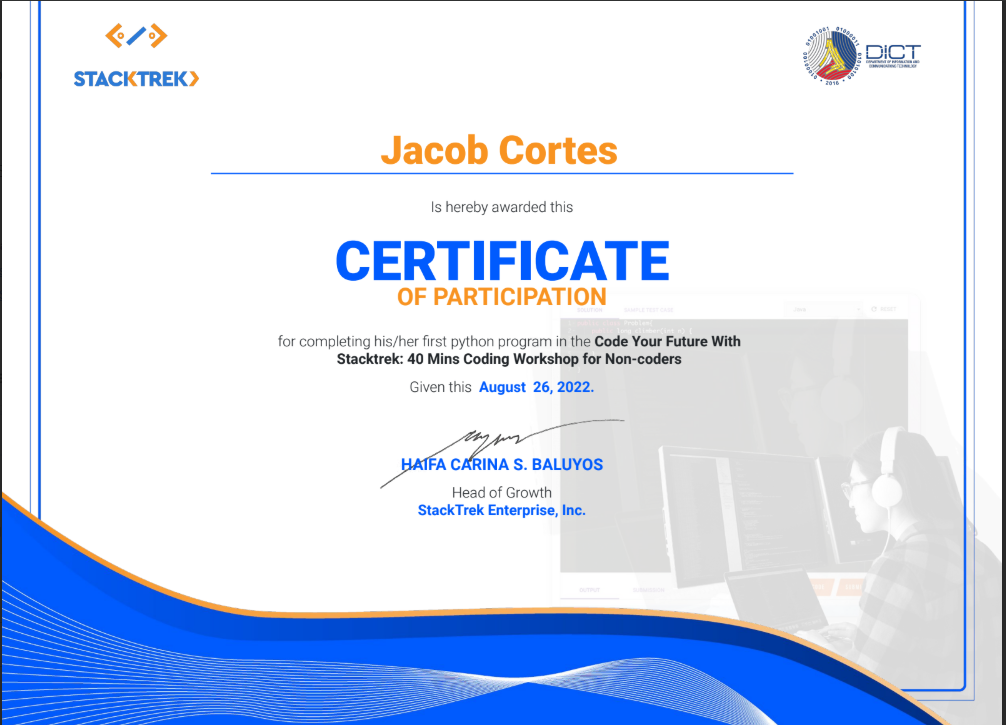 STACKTREK
DICT
DEPARTMENT OF INFORMATION AND
COMMUNICATIONS TECHNOLOGY
2016
Jacob Cortes
Is hereby awarded this
CERTIFICATE
OF PARTICIPATION
for completing his/her first python program in the Code Your Future With
Stacktrek: 40 Mins Coding Workshop for Non-coders
Given this August 26, 2022.
HAIFA CARINA S. BALUYOS
Head of Growth
StackTrek Enterprise, Inc.
RESET
OUTPUT